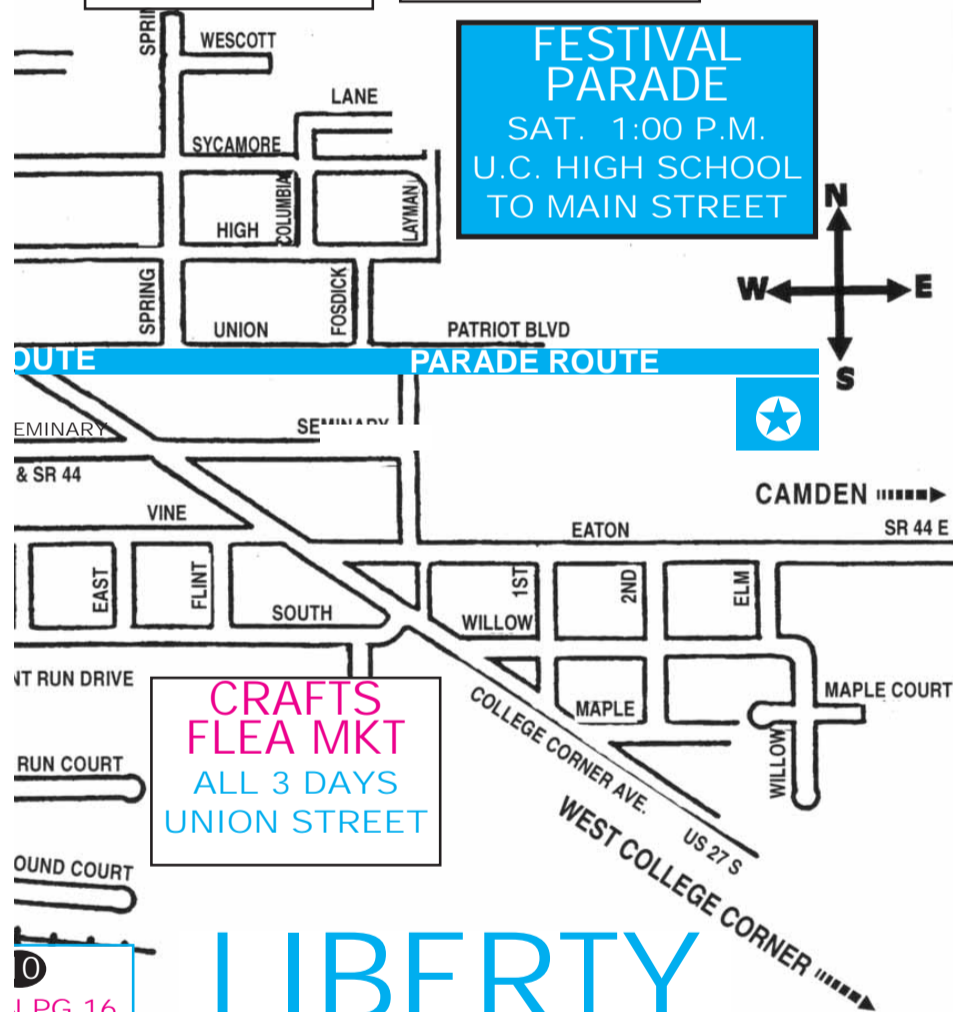 WESCOTT
LANE
SYCAMORE
COLUMBIA
LAYMAN
HIGH
SPRING
FOSDICK
UNION
PATRIOT BLVD
FESTIVAL
PARADE
SAT. 1:00 P.M.
U.C. HIGH SCHOOL
TO MAIN STREET
N
W
E
S
PARADE ROUTE
& SR 44
VINE
CAMDEN
EATON
SR 44 E
EAST
FLINT
SOUTH
1ST
2ND
ELM
WILLOW
MAPLE
MAPLE COURT
WILLOW
COLLEGE CORNER AVE.
US 27 S
WEST COLLEGE CORNER
NT RUN DRIVE
CRAFTS
FLEA MKT
ALL 3 DAYS
UNION STREET
RUN COURT
OUND COURT
LIBERTY
PG 16